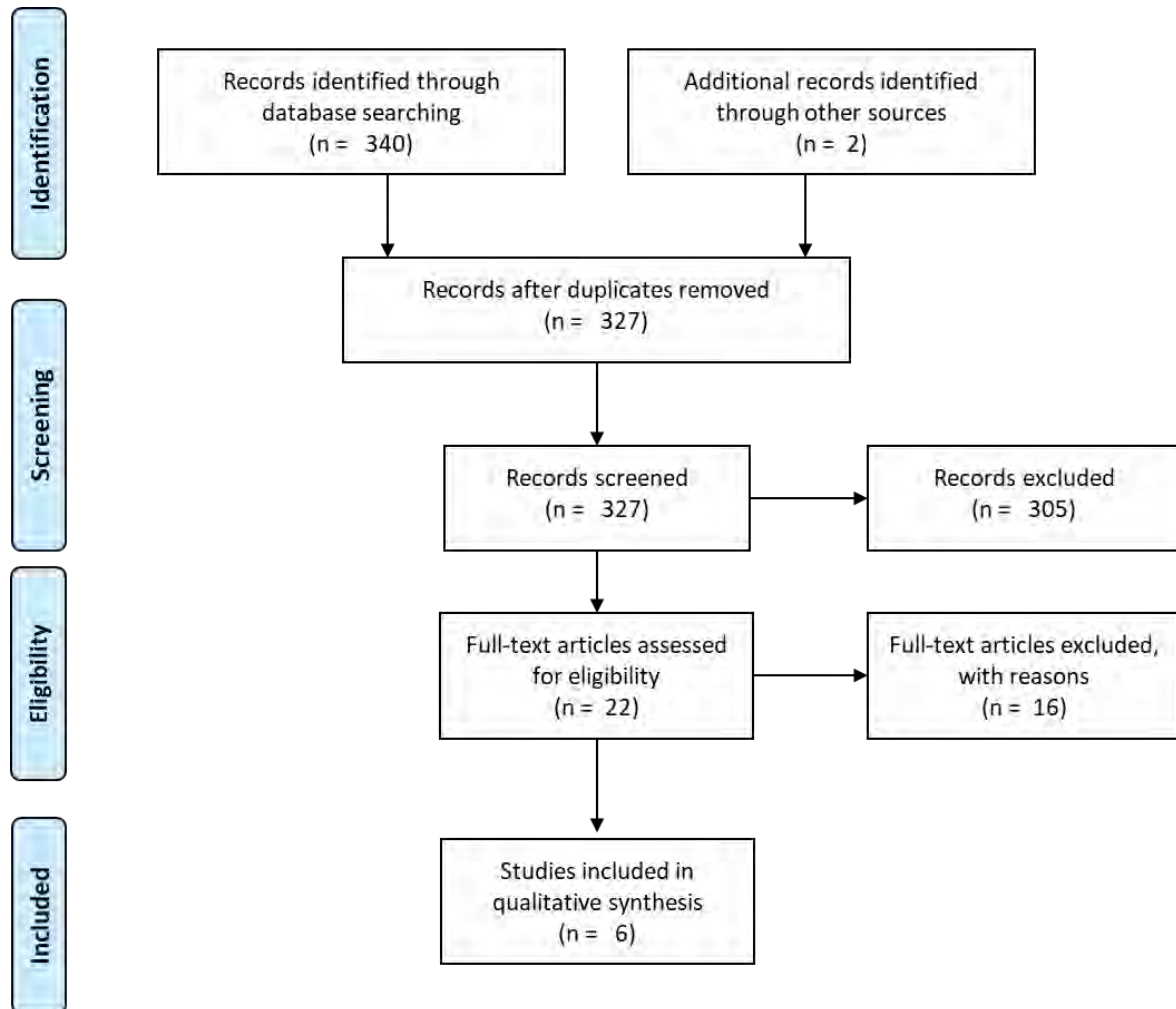 Identification
Records identified through
database searching
(n = 340)
Additional records identified
through other sources
(n = 2)
Records after duplicates removed
(n = 327)
Screening
Records screened
(n = 327)
Records excluded
(n = 305)
Eligibility
Full-text articles assessed
for eligibility
(n = 22)
Full-text articles excluded,
with reasons
(n = 16)
Included
Studies included in
qualitative synthesis
(n = 6)